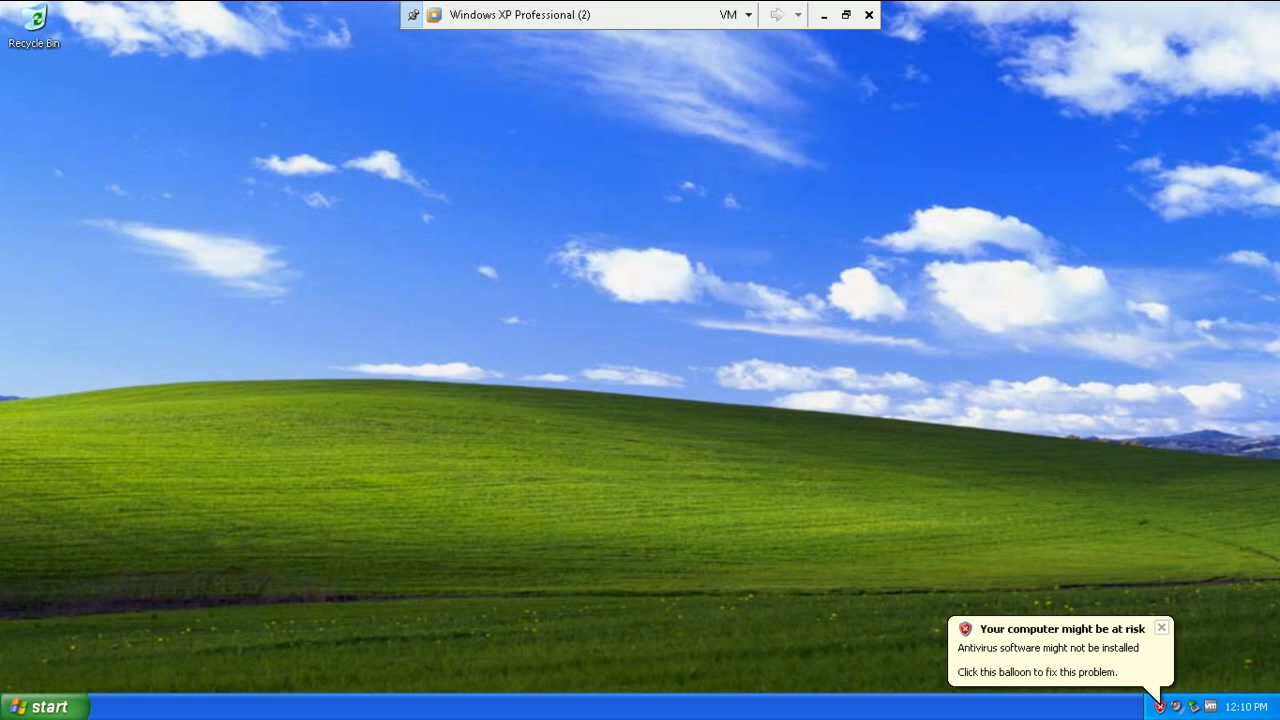 Windows XP Professional (2)
VM
Recycle Bin
Your computer might be at risk
Antivirus software might not be installed
Click this balloon to fix this problem.
start
12:10 PM